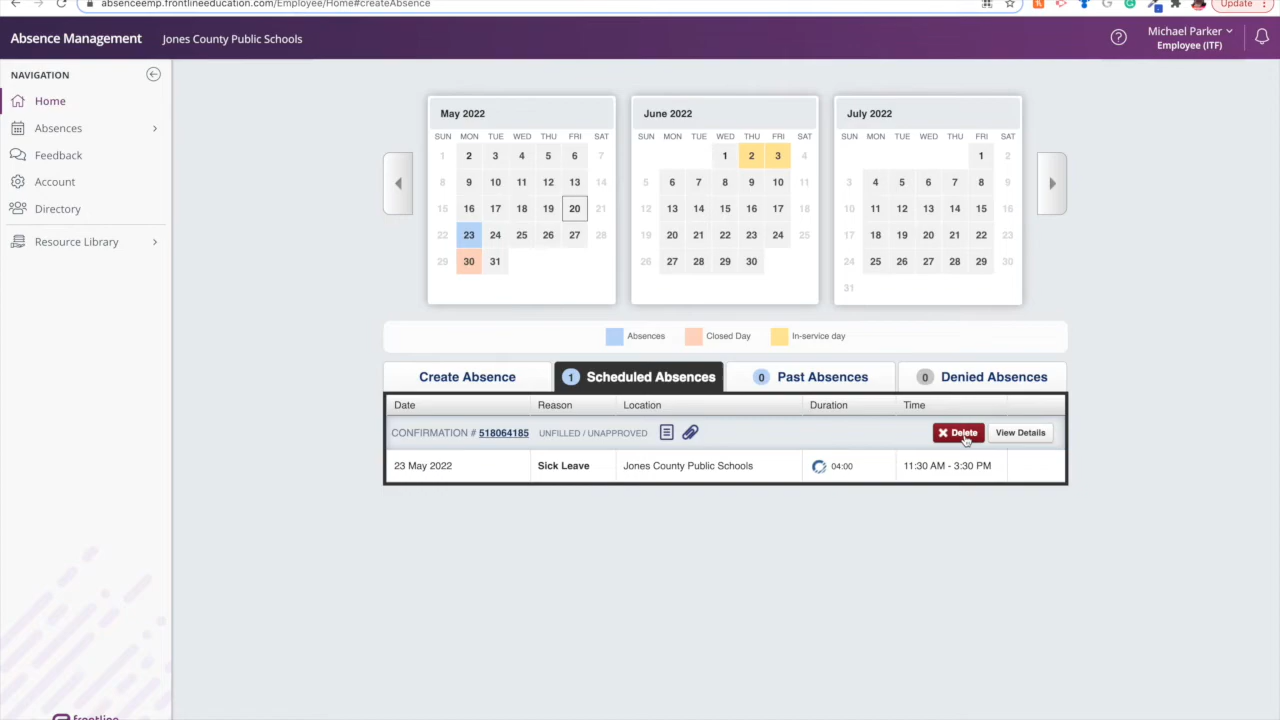 absenceemp.frontlineeducation.com/Employee/Home#createAbsence
Update
Absence Management Jones County Public Schools
Michael Parker
Employee (ITF)
NAVIGATION
Home
Absences
Feedback
Account
Directory
Resource Library
May 2022
SUN MON TUE WED THU FRI SAT
1 2 3 4 5 6 7
8 9 10 11 12 13 14
15 16 17 18 19 20 21
22 23 24 25 26 27 28
29 30 31
June 2022
SUN MON TUE WED THU FRI SAT
1 2 3 4
5 6 7 8 9 10 11
12 13 14 15 16 17 18
19 20 21 22 23 24 25
26 27 28 29 30
July 2022
SUN MON TUE WED THU FRI SAT
1 2
3 4 5 6 7 8 9
10 11 12 13 14 15 16
17 18 19 20 21 22 23
24 25 26 27 28 29 30
31
Absences Closed Day In-service day
Create Absence 1 Scheduled Absences 0 Past Absences 0 Denied Absences
Date Reason Location Duration Time
CONFIRMATION # 518064185 UNFILLED / UNAPPROVED Delete View Details
23 May 2022 Sick Leave Jones County Public Schools 04:00 11:30 AM - 3:30 PM
frontline